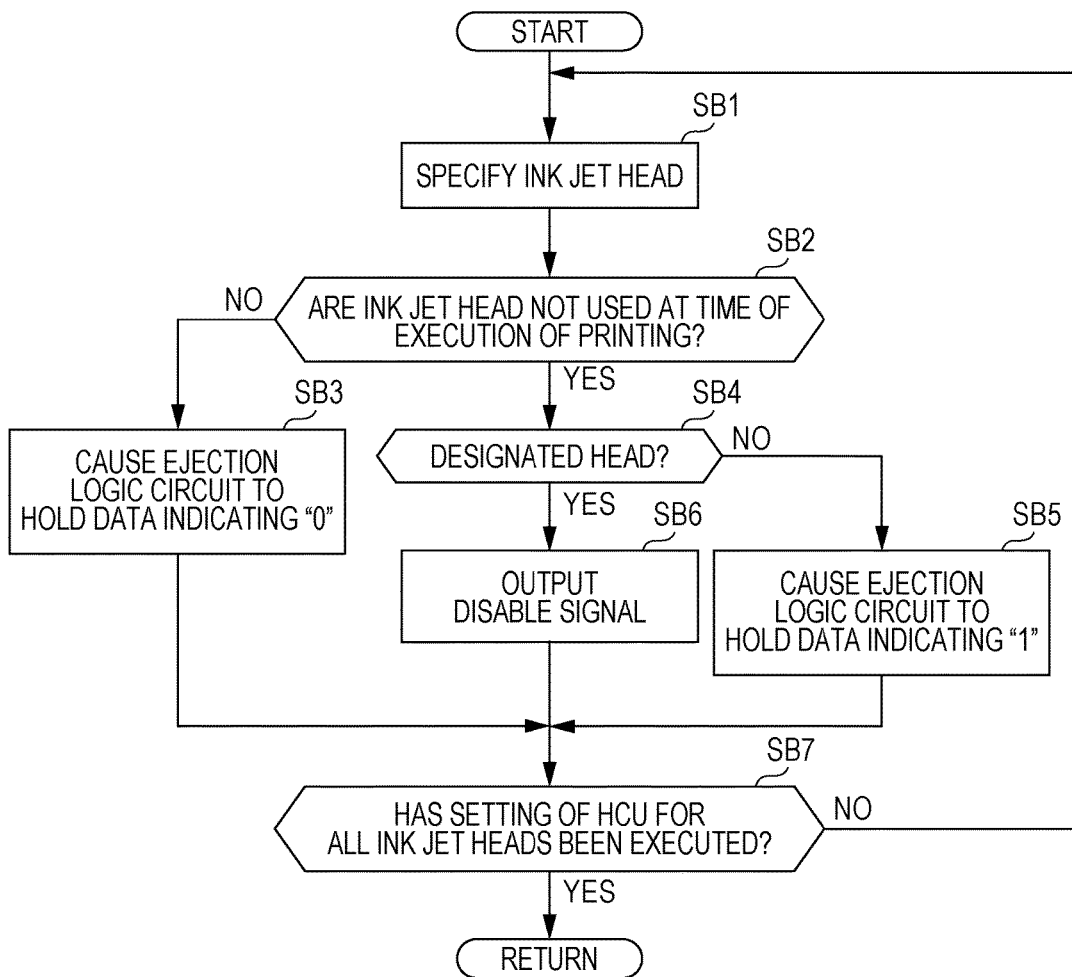 START
SB1
SPECIFY INK JET HEAD
SB2
NO
ARE INK JET HEAD NOT USED AT TIME OF
EXECUTION OF PRINTING?
YES
SB3
CAUSE EJECTION
LOGIC CIRCUIT TO
HOLD DATA INDICATING “0”
SB4
DESIGNATED HEAD?
NO
YES
SB6
OUTPUT
DISABLE SIGNAL
SB5
CAUSE EJECTION
LOGIC CIRCUIT TO
HOLD DATA INDICATING “1”
SB7
HAS SETTING OF HCU FOR
ALL INK JET HEADS BEEN EXECUTED?
NO
YES
RETURN